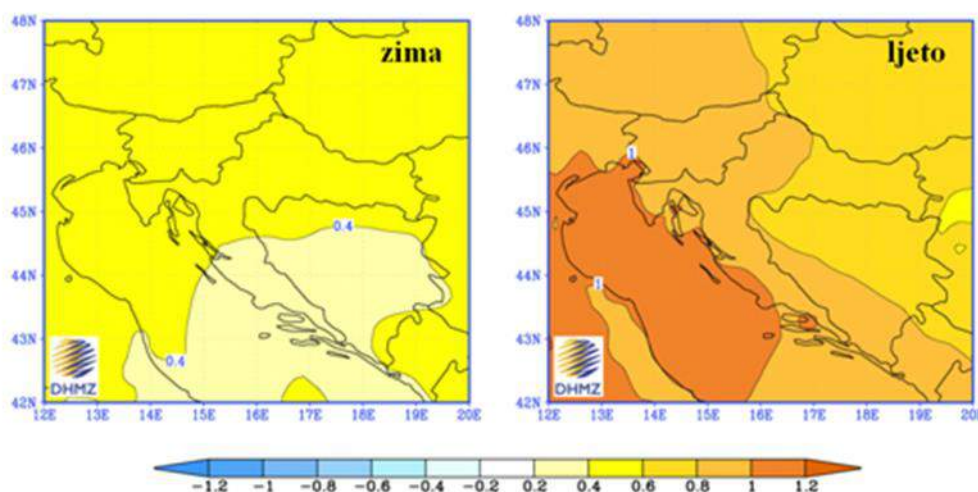 48N
zima
47N
46N
45N
0.4
44N
43N
0.4
DHMZ
42N
12E 13E 14E 15E 16E 17E 18E 19E 20E
48N
ljeto
47N
46N
1
45N
44N
1
43N
DHMZ
42N
12E 13E 14E 15E 16E 17E 18E 19E 20E
-1.2 -1 -0.8 -0.6 -0.4 -0.2 0.2 0.4 0.6 0.8 1 1.2